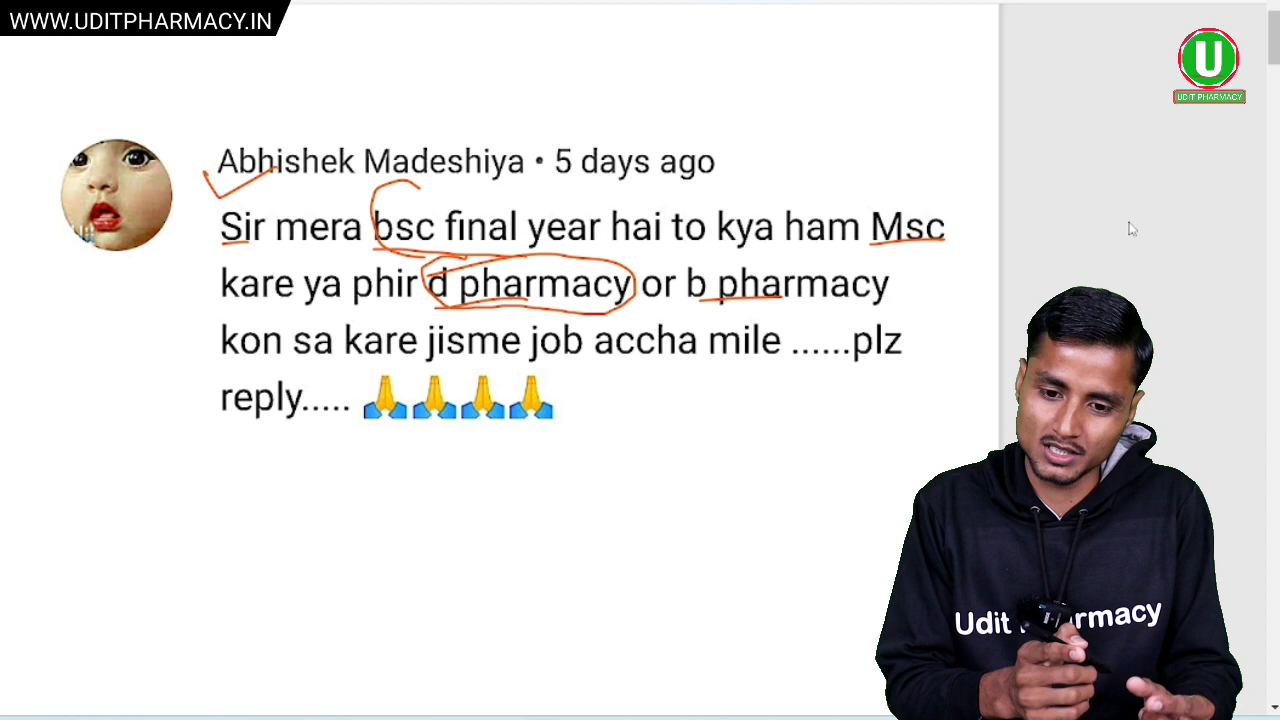 WWW.UDITPHARMACY.IN
U
UDIT PHARMACY
Abhishek Madeshiya • 5 days ago
Sir mera bsc final year hai to kya ham Msc
kare ya phir d pharmacy or b pharmacy
kon sa kare jisme job accha mile ......plz
reply..... 🙏🙏🙏🙏
Udit rmacy